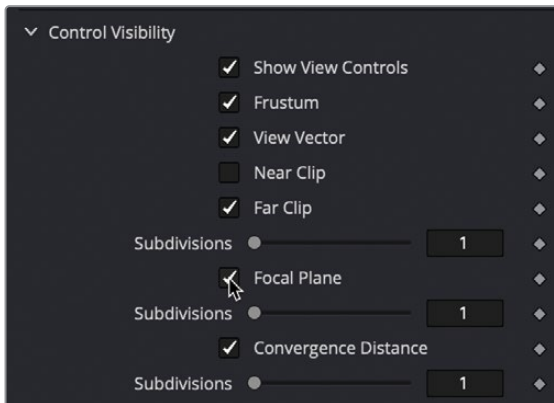 Control Visibility
Show View Controls
Frustum
View Vector
Near Clip
Far Clip
Subdivisions 1
Focal Plane
Subdivisions 1
Convergence Distance
Subdivisions 1